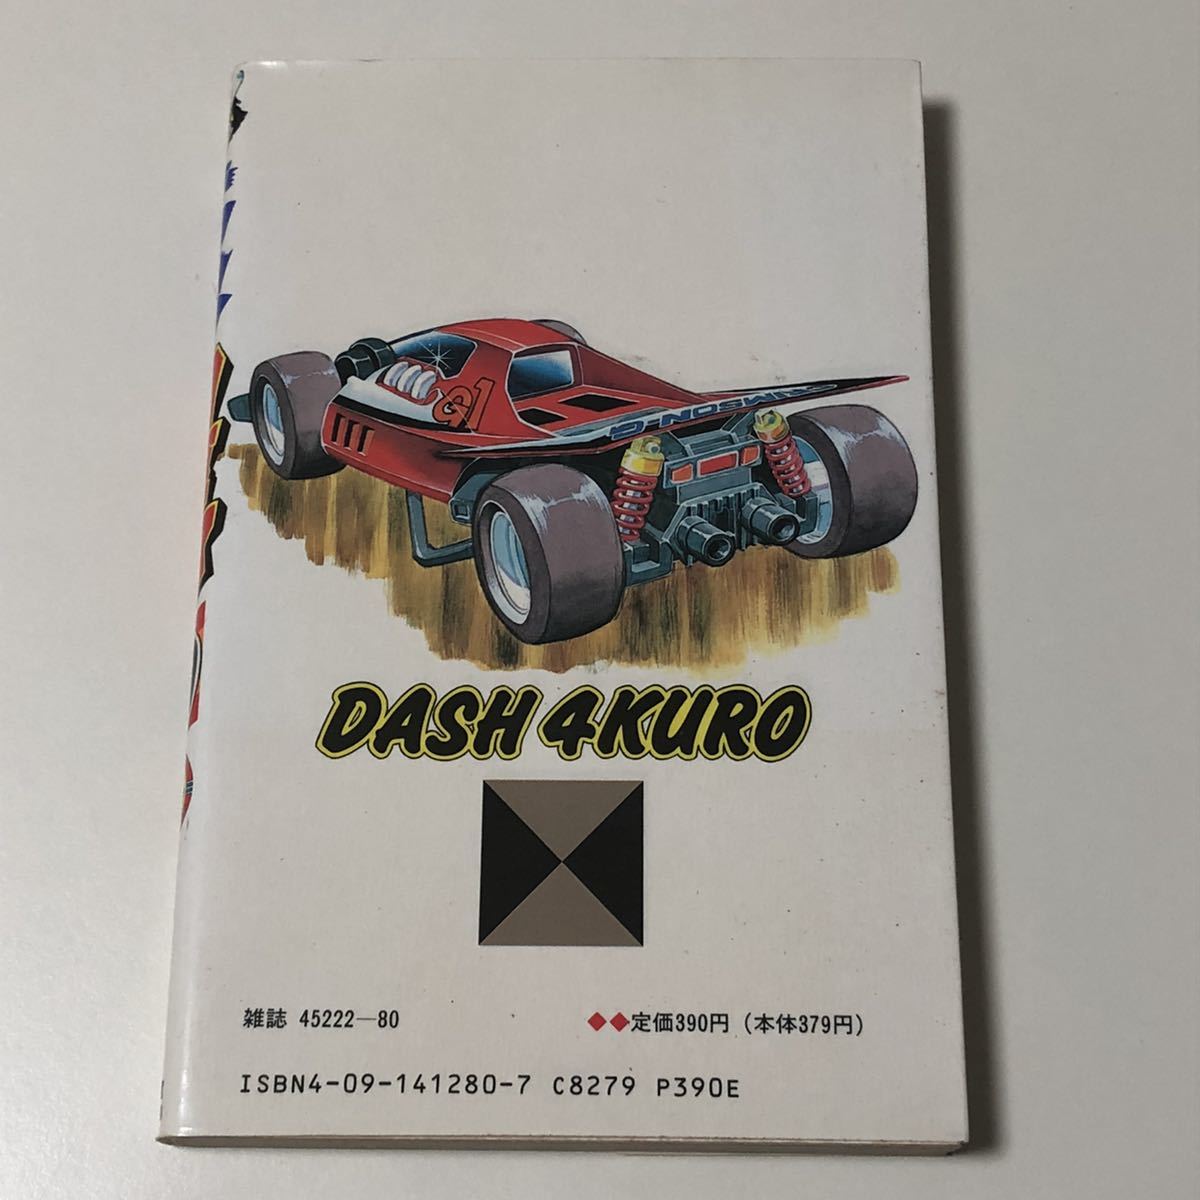 21
CRIMSON-G
DASH 4KURO
雑誌 45222—80
◆◆定価390円（本体379円）
ISBN4-09-141280-7 C8279 P390E